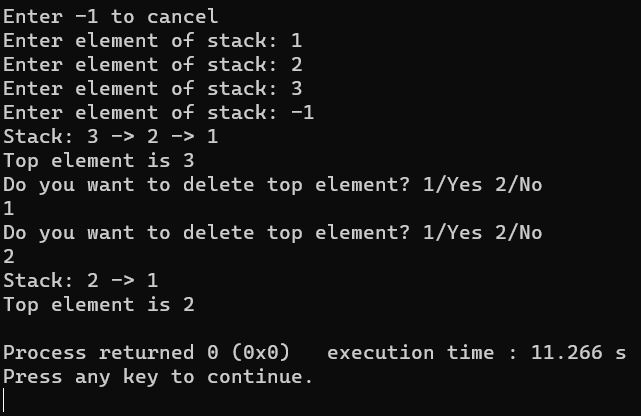 Enter -1 to cancel
Enter element of stack: 1
Enter element of stack: 2
Enter element of stack: 3
Enter element of stack: -1
Stack: 3 -> 2 -> 1
Top element is 3
Do you want to delete top element? 1/Yes 2/No
1
Do you want to delete top element? 1/Yes 2/No
2
Stack: 2 -> 1
Top element is 2
Process returned 0 (0x0)   execution time : 11.266 s
Press any key to continue.